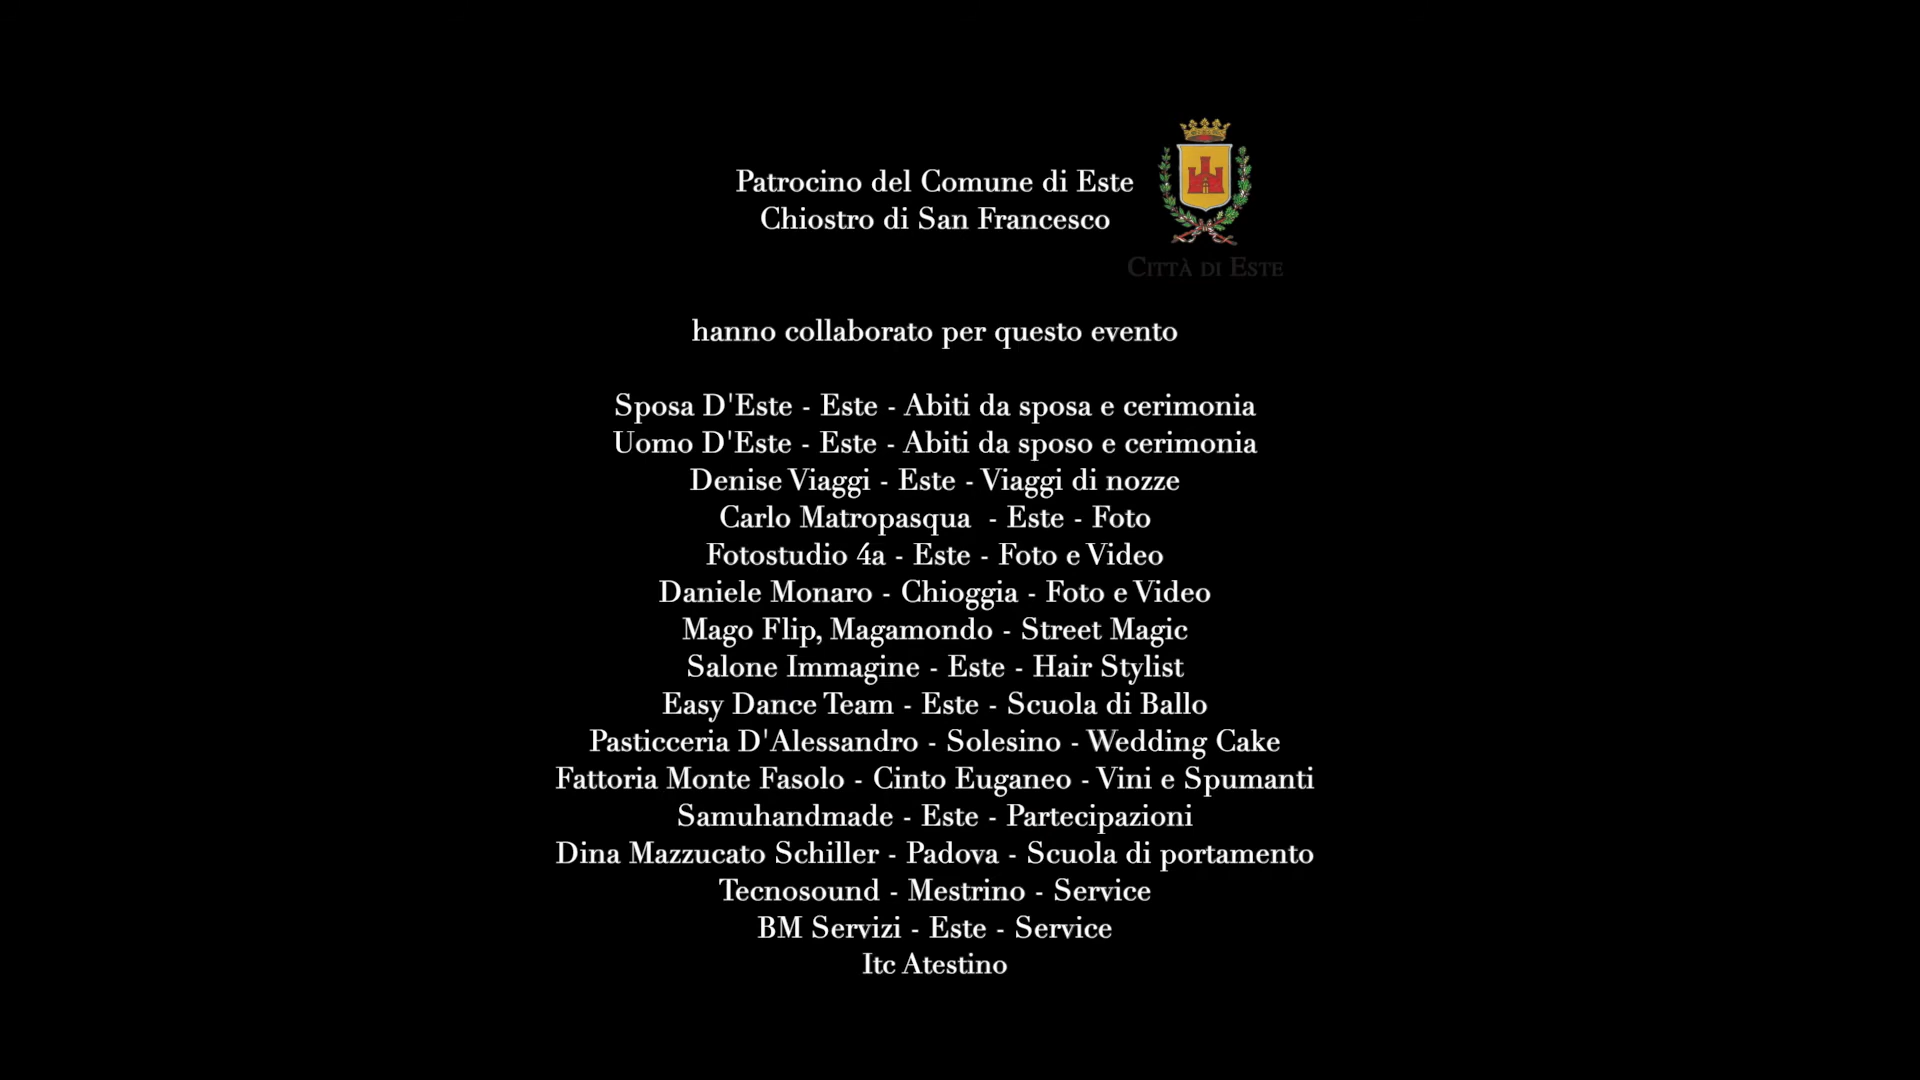 Patrocino del Comune di Este
Chiostro di San Francesco
CITTÀ DI ESTE
hanno collaborato per questo evento
Sposa D'Este - Este - Abiti da sposa e cerimonia
Uomo D'Este - Este - Abiti da sposo e cerimonia
Denise Viaggi - Este - Viaggi di nozze
Carlo Matropasqua - Este - Foto
Fotostudio 4a - Este - Foto e Video
Daniele Monaro - Chioggia - Foto e Video
Mago Flip, Magamondo - Street Magic
Salone Immagine - Este - Hair Stylist
Easy Dance Team - Este - Scuola di Ballo
Pasticceria D'Alessandro - Solesino - Wedding Cake
Fattoria Monte Fasolo - Cinto Euganeo - Vini e Spumanti
Samuhandmade - Este - Partecipazioni
Dina Mazzucato Schiller - Padova - Scuola di portamento
Tecnosound - Mestrino - Service
BM Servizi - Este - Service
Itc Atestino